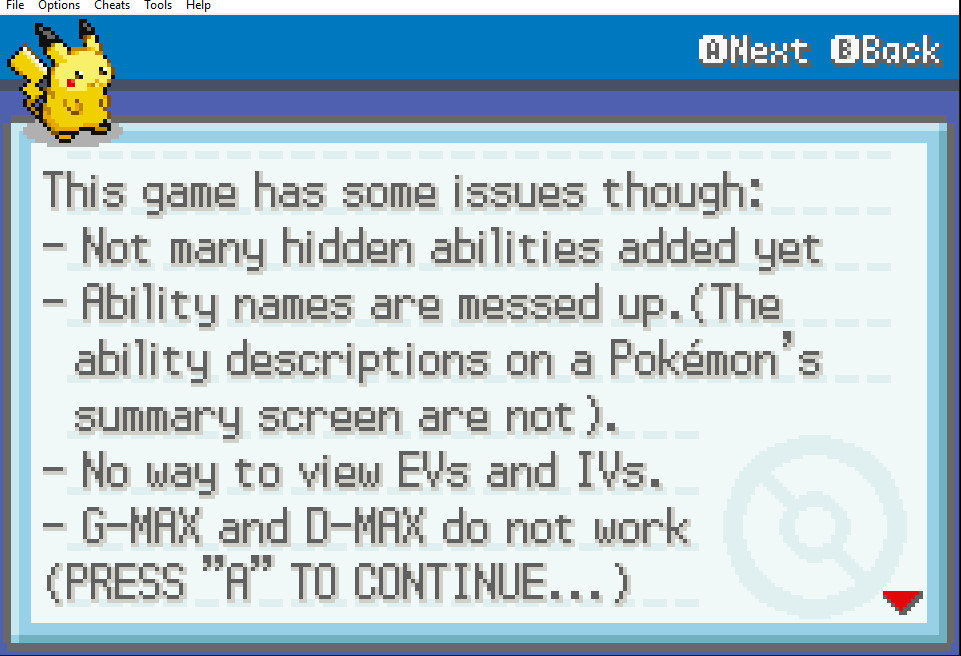 File Options Cheats Tools Help
ⒶNext ⒷBack
This game has some issues though:
- Not many hidden abilities added yet
- Ability names are messed up.(The
ability descriptions on a Pokémon's
summary screen are not).
- No way to view EVs and IVs.
- G-MAX and D-MAX do not work
(PRESS "A" TO CONTINUE...)